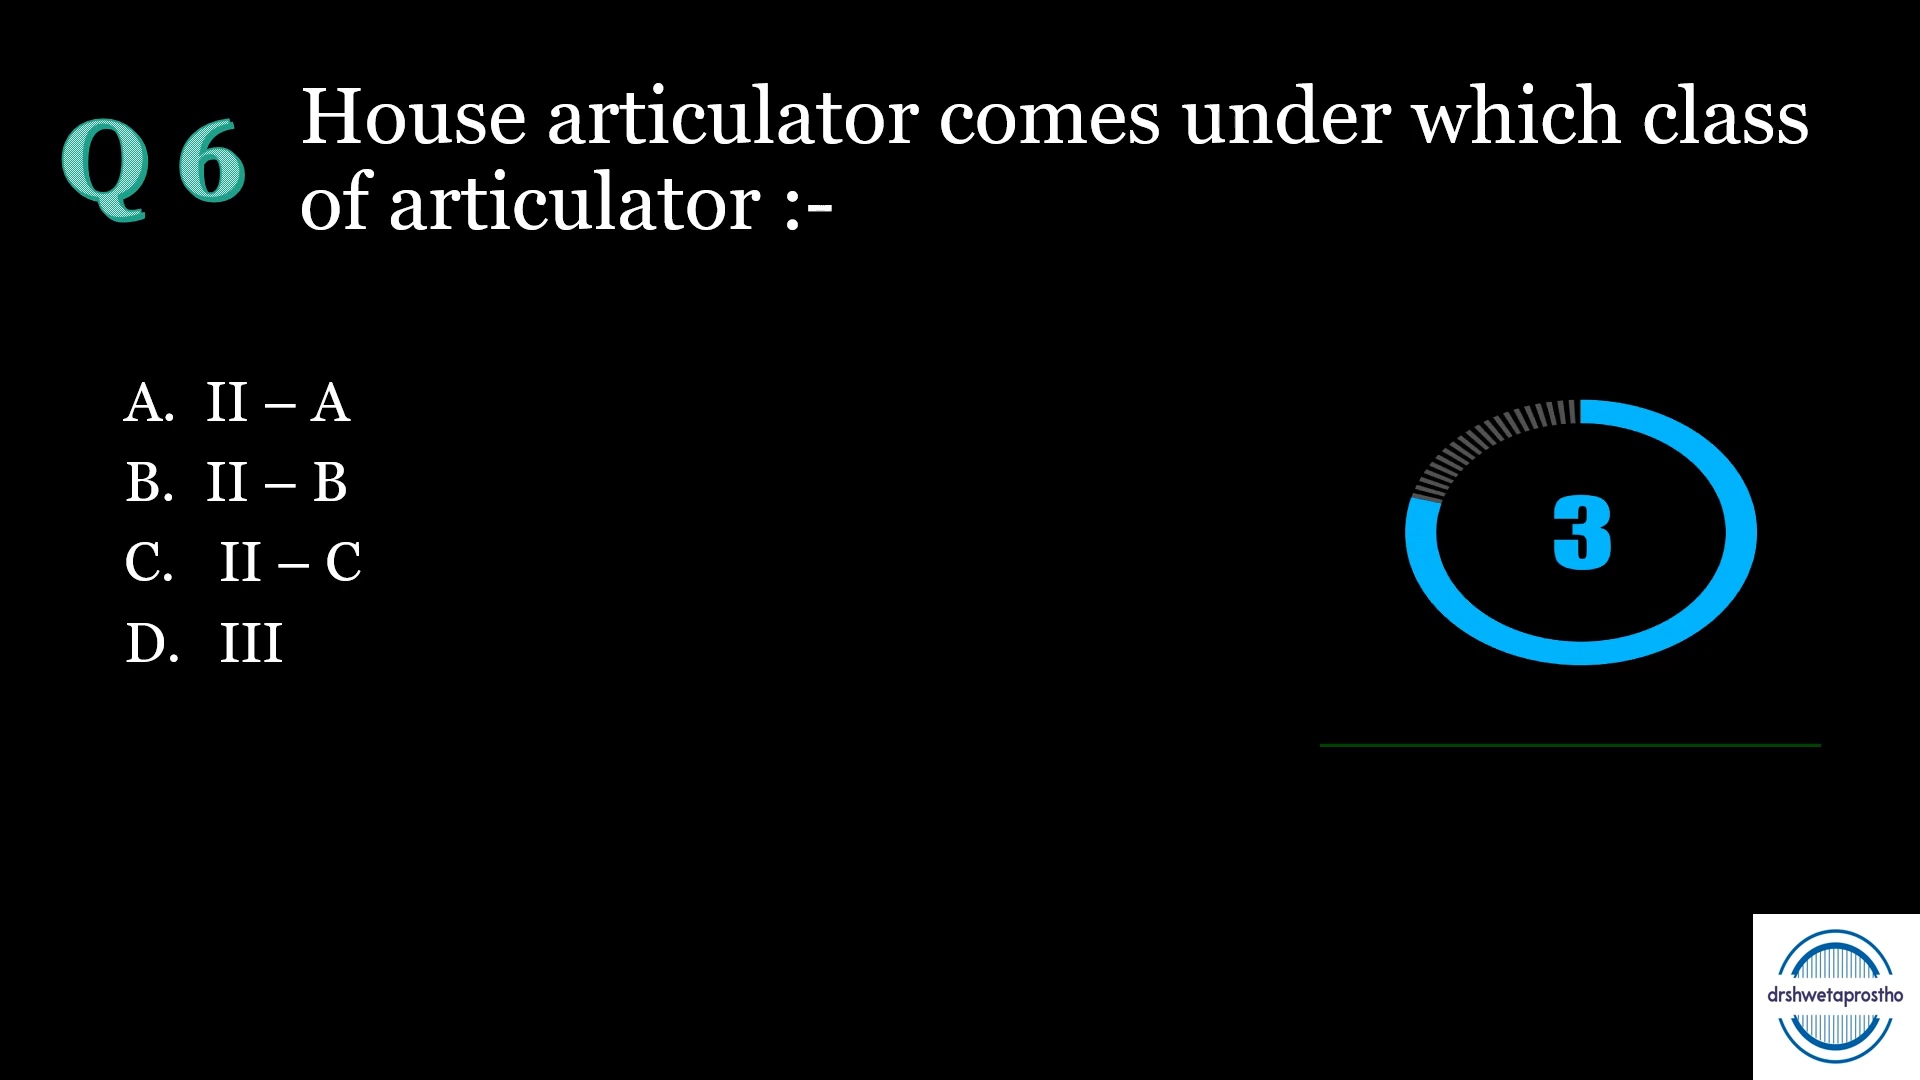 Q 6
House articulator comes under which class
of articulator :-
A. II – A
B. II – B
C. II – C
D. III
3
drshwetaprostho